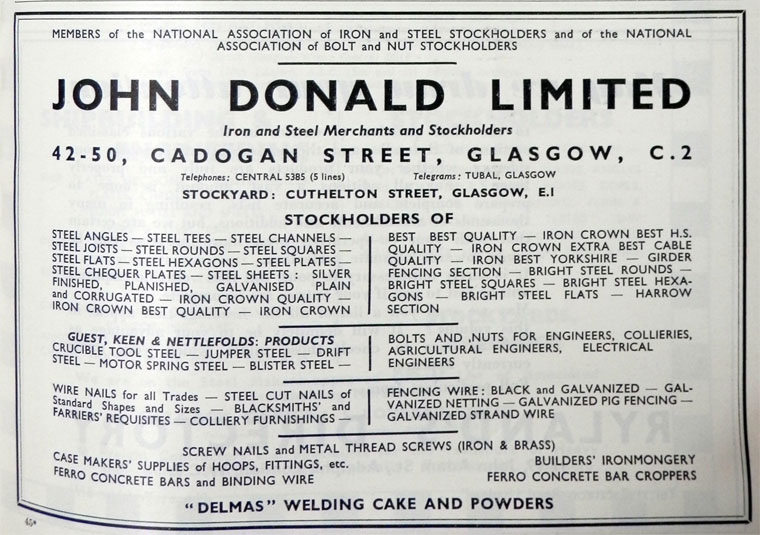 MEMBERS of the NATIONAL ASSOCIATION of IRON and STEEL STOCKHOLDERS and of the NATIONAL
ASSOCIATION of BOLT and NUT STOCKHOLDERS
JOHN DONALD LIMITED
Iron and Steel Merchants and Stockholders
42-50, CADOGAN STREET, GLASGOW, C.2
Telephones: CENTRAL 5385 (5 lines) Telegrams: TUBAL, GLASGOW
STOCKYARD: CUTHELTON STREET, GLASGOW, E.1
STOCKHOLDERS OF
STEEL ANGLES — STEEL TEES — STEEL CHANNELS —
STEEL JOISTS — STEEL ROUNDS — STEEL SQUARES —
STEEL FLATS — STEEL HEXAGONS — STEEL PLATES —
STEEL CHEQUER PLATES — STEEL SHEETS: SILVER
FINISHED, PLANISHED, GALVANISED PLAIN
and CORRUGATED — IRON CROWN QUALITY —
IRON CROWN BEST QUALITY — IRON CROWN
BEST BEST QUALITY — IRON CROWN BEST H.S.
QUALITY — IRON CROWN EXTRA BEST CABLE
QUALITY — IRON BEST YORKSHIRE — GIRDER
FENCING SECTION — BRIGHT STEEL ROUNDS —
BRIGHT STEEL SQUARES — BRIGHT STEEL HEXA-
GONS — BRIGHT STEEL FLATS — HARROW
SECTION
GUEST, KEEN & NETTLEFOLDS: PRODUCTS
CRUCIBLE TOOL STEEL — JUMPER STEEL — DRIFT
STEEL — MOTOR SPRING STEEL — BLISTER STEEL —
BOLTS AND NUTS FOR ENGINEERS, COLLIERIES,
AGRICULTURAL ENGINEERS, ELECTRICAL
ENGINEERS
WIRE NAILS for all Trades — STEEL CUT NAILS of
Standard Shapes and Sizes — BLACKSMITHS' and
FARRIERS' REQUISITES — COLLIERY FURNISHINGS —
FENCING WIRE: BLACK and GALVANIZED — GAL-
VANIZED NETTING — GALVANIZED PIG FENCING —
GALVANIZED STRAND WIRE
SCREW NAILS and METAL THREAD SCREWS (IRON & BRASS)
CASE MAKERS' SUPPLIES of HOOPS, FITTINGS, etc. BUILDERS' IRONMONGERY
FERRO CONCRETE BARS and BINDING WIRE FERRO CONCRETE BAR CROPPERS
"DELMAS" WELDING CAKE AND POWDERS
45*